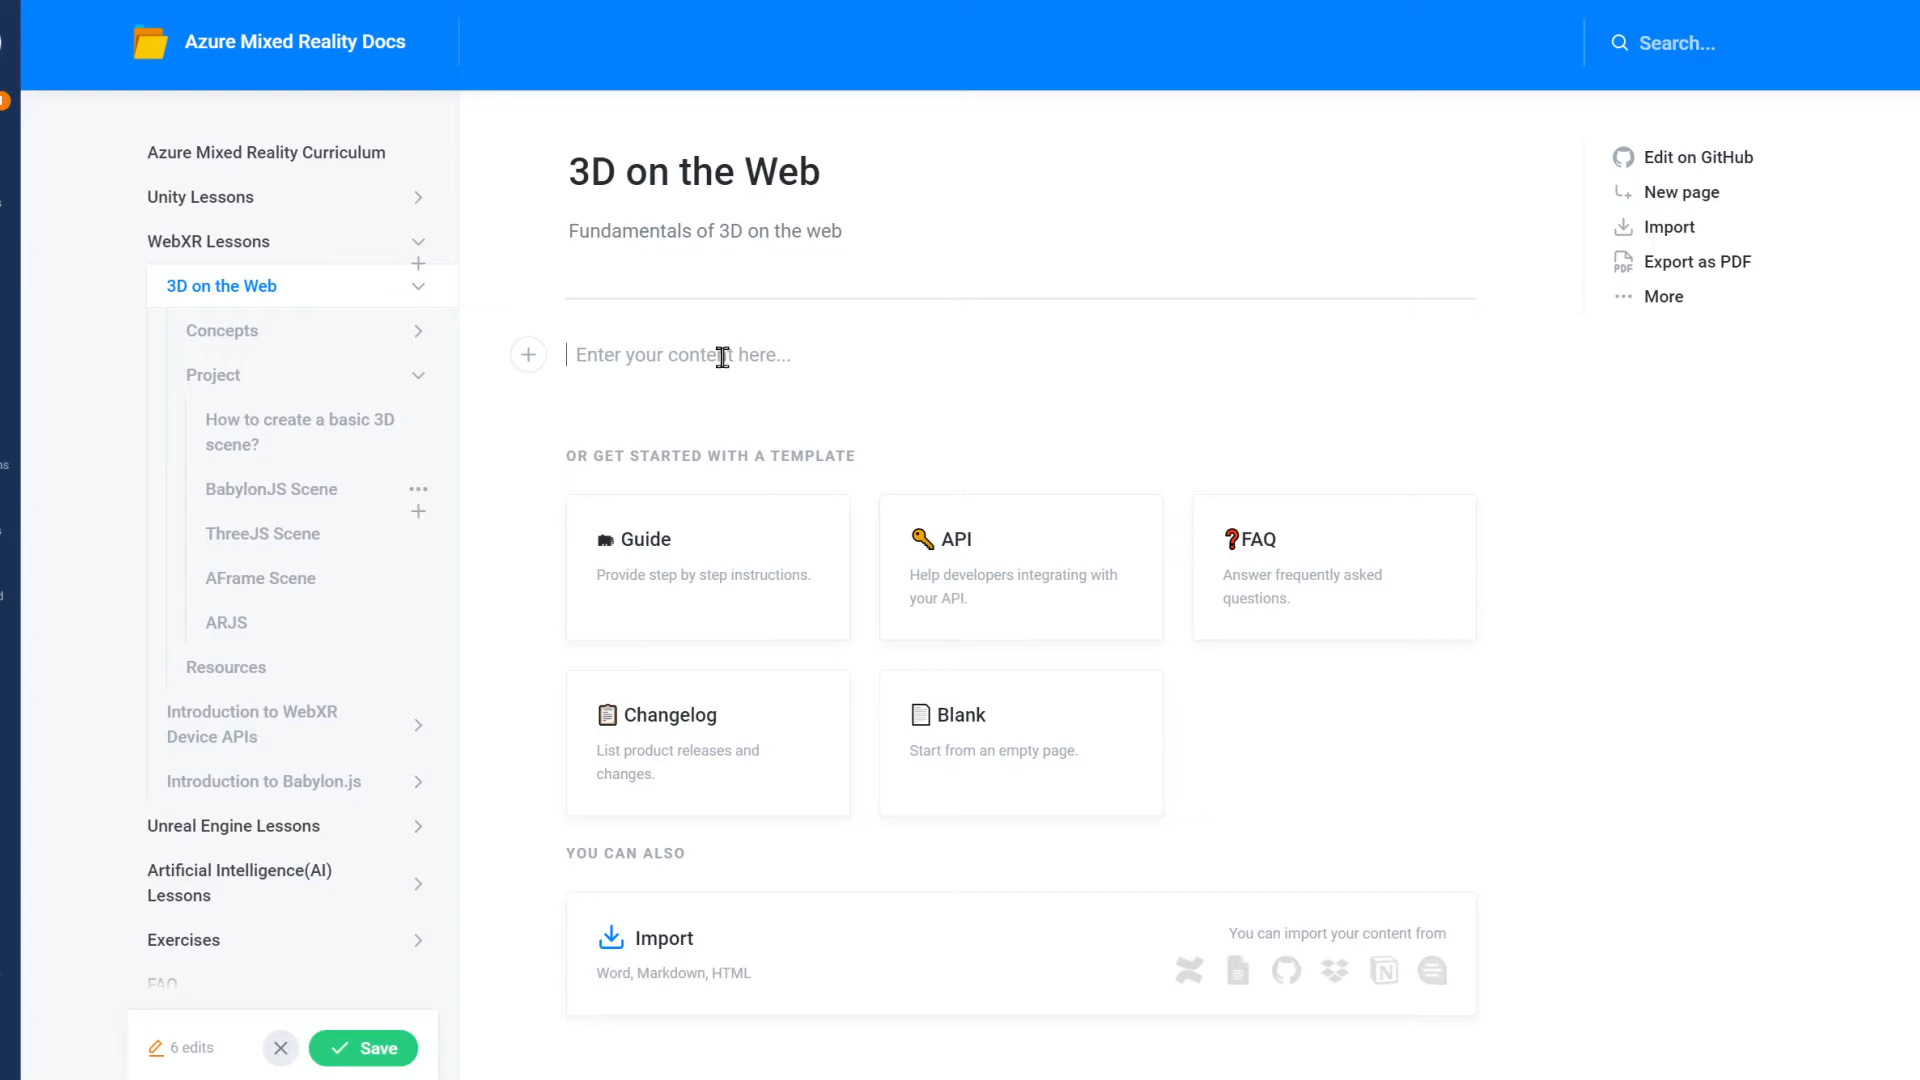 Azure Mixed Reality Docs
Search...
Azure Mixed Reality Curriculum
Unity Lessons
WebXR Lessons
3D on the Web
Concepts
Project
How to create a basic 3D
scene?
BabylonJS Scene
ThreeJS Scene
AFrame Scene
ARJS
Resources
Introduction to WebXR
Device APIs
Introduction to Babylon.js
Unreal Engine Lessons
Artificial Intelligence(AI)
Lessons
Exercises
FAQ
6 edits
Save
3D on the Web
Fundamentals of 3D on the web
Enter your content here...
OR GET STARTED WITH A TEMPLATE
Guide
Provide step by step instructions.
API
Help developers integrating with
your API.
❓FAQ
Answer frequently asked
questions.
Changelog
List product releases and
changes.
Blank
Start from an empty page.
YOU CAN ALSO
Import
Word, Markdown, HTML
You can import your content from
Edit on GitHub
New page
Import
PDF Export as PDF
More